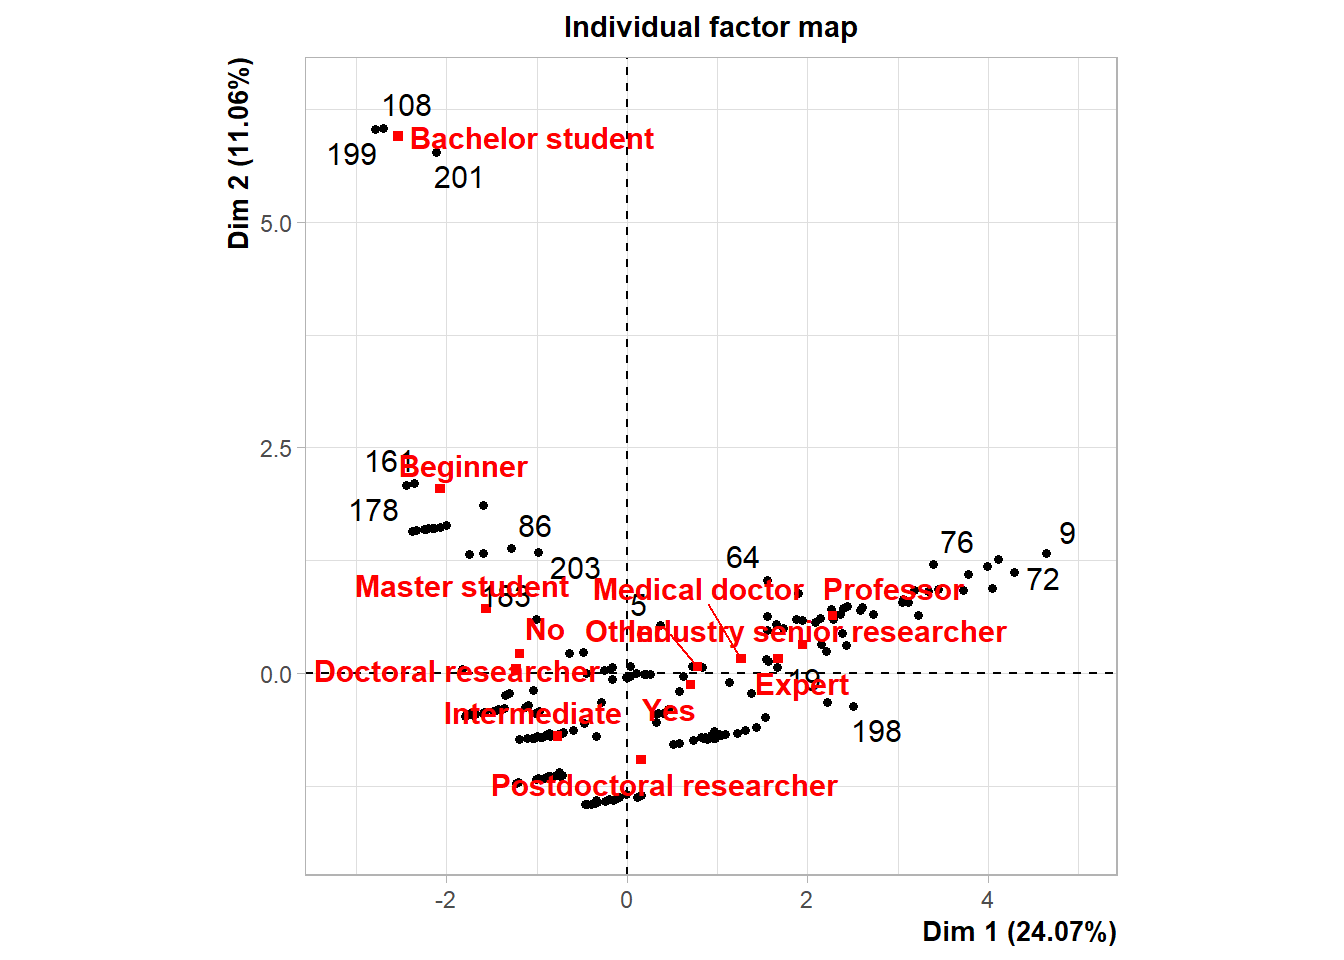 Individual factor map
Dim 2 (11.06%)
108
Bachelor student
199
201
5.0
2.5
161
Beginner
178
86
9
76
64
203
72
Master student
183
Medical doctor
Professor
5
No
Other
Industry senior researcher
0.0
Doctoral researcher
19
Expert
Intermediate
Yes
198
Postdoctoral researcher
-2
0
2
4
Dim 1 (24.07%)